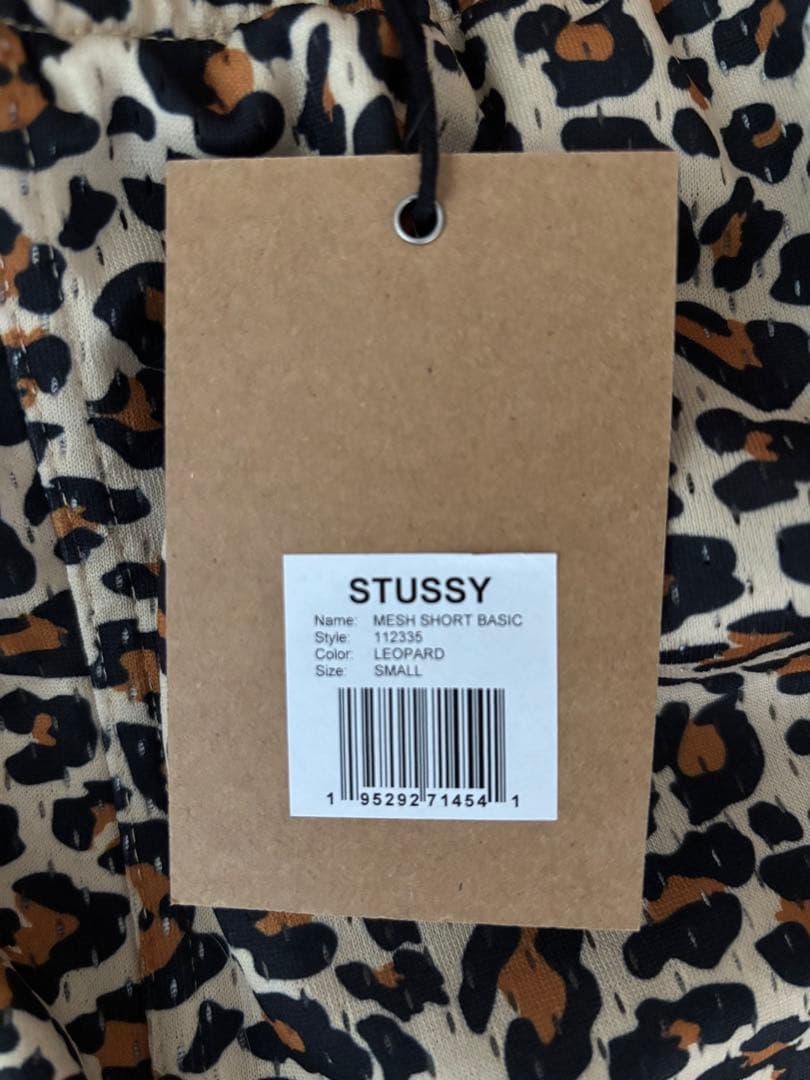 STUSSY
Name: MESH SHORT BASIC
Style: 112335
Color: LEOPARD
Size: SMALL
1 95292 71454 1